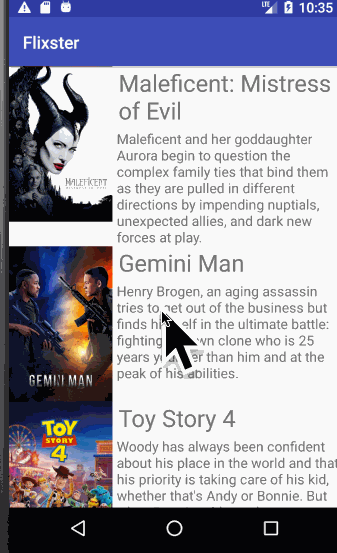 LTE 10:35
Flixster
Maleficent: Mistress
of Evil
Maleficent and her goddaughter
Aurora begin to question the
complex family ties that bind them
as they are pulled in different
directions by impending nuptials,
unexpected allies, and dark new
forces at play.
MALEFICENT
Gemini Man
Henry Brogen, an aging assassin
tries to get out of the business but
finds himself in the ultimate battle:
fighting own clone who is 25
years younger than him and at the
peak of his abilities.
GEMINI MAN
Toy Story 4
Woody has always been confident
about his place in the world and that
his priority is taking care of his kid,
whether that's Andy or Bonnie. But
TOY
STORY
4